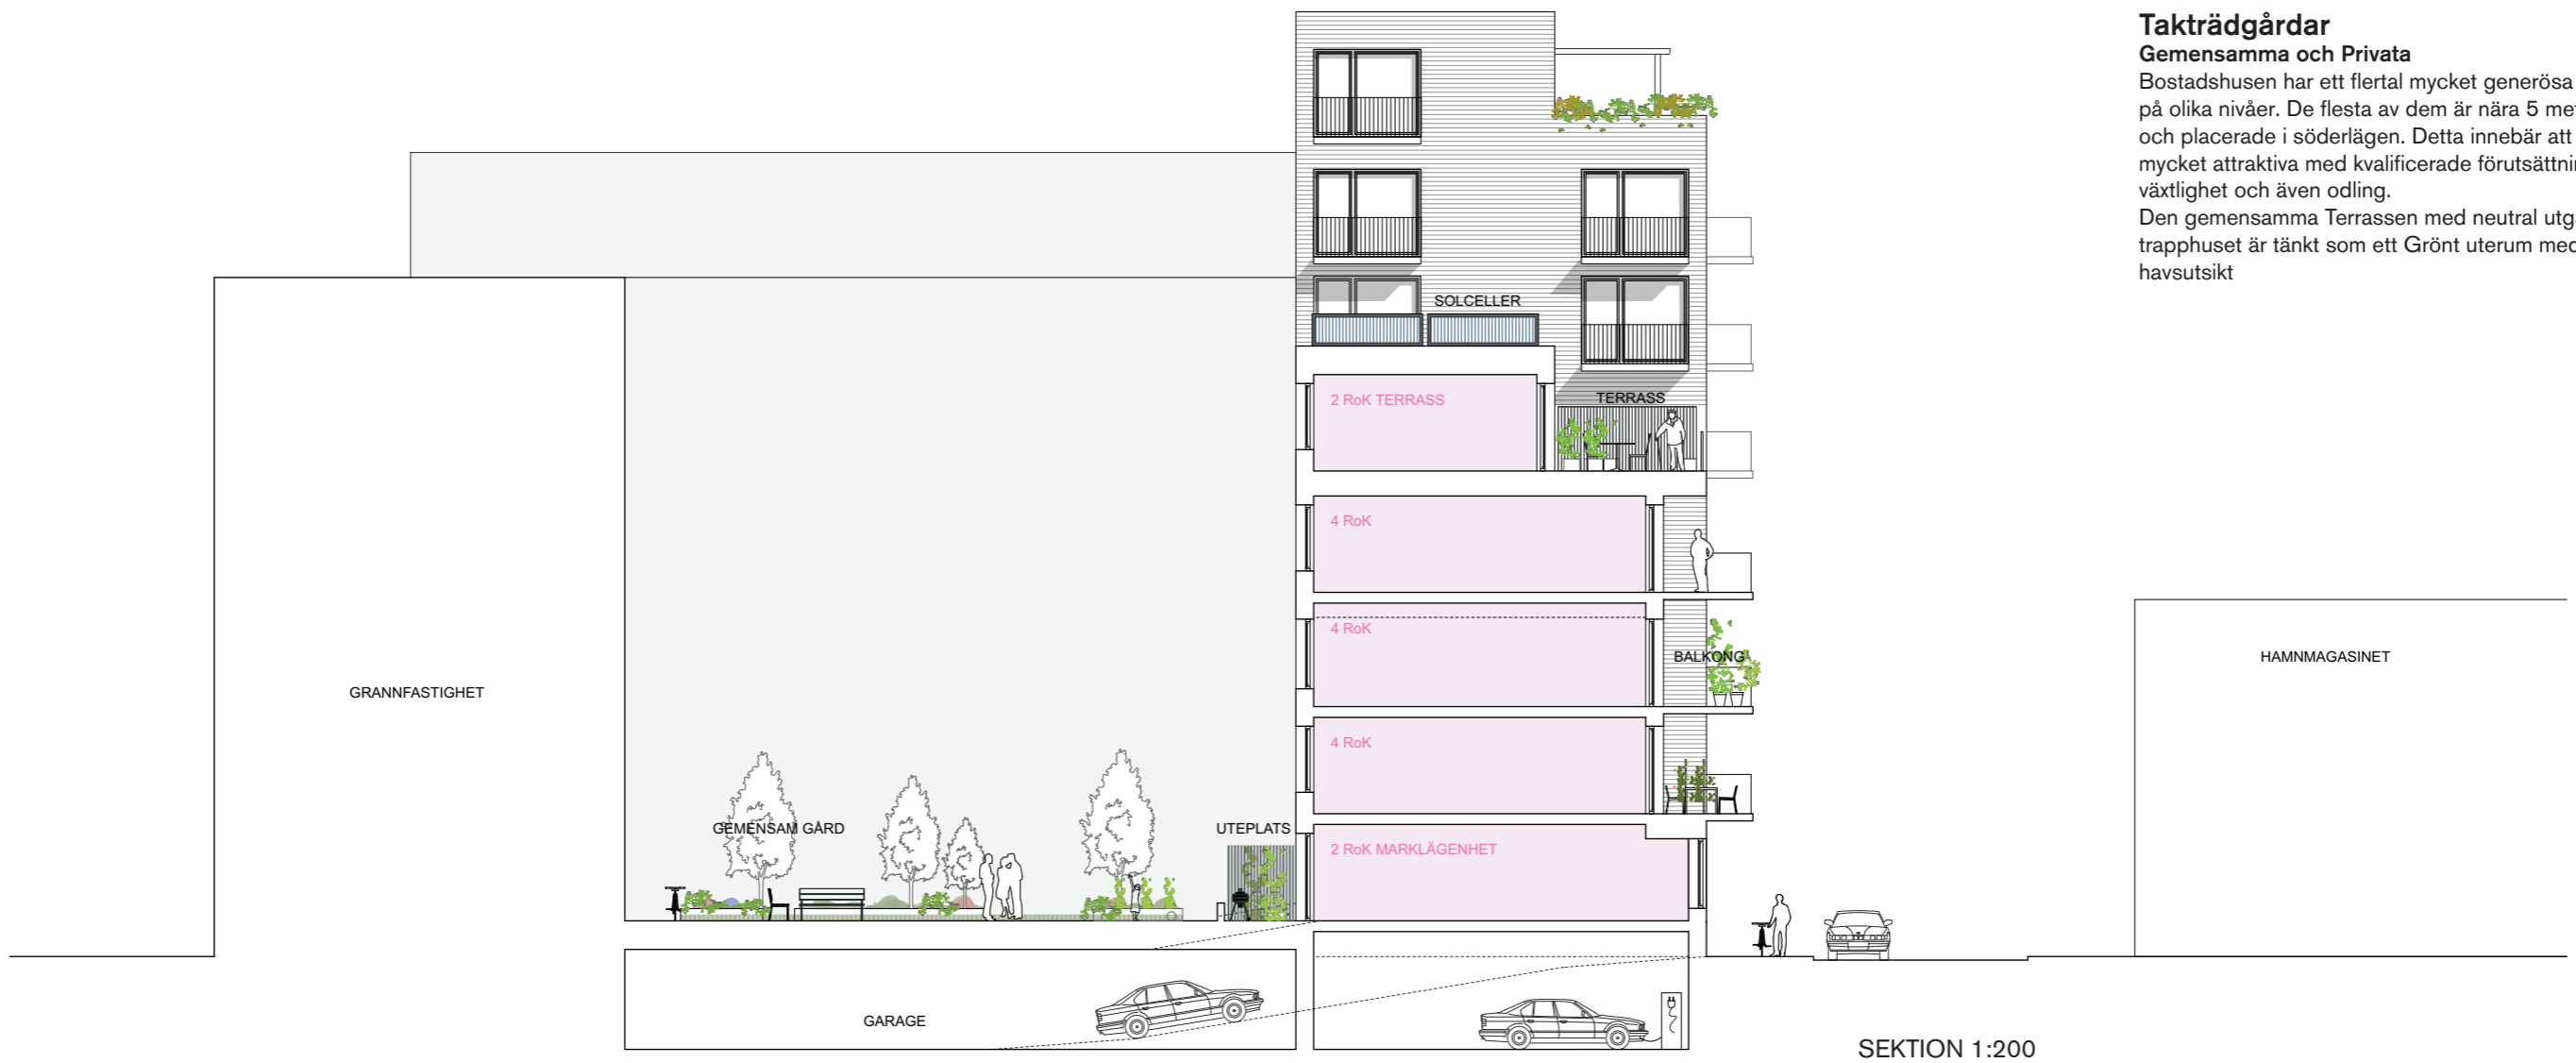 Takträdgårdar
Gemensamma och Privata
Bostadshusen har ett flertal mycket generösa
på olika nivåer. De flesta av dem är nära 5
och placerade i söderlägen. Detta innebär att
mycket attraktiva med kvalificerade
växtlighet och även odling.
Den gemensamma Terrassen med neutral
trapphuset är tänkt som ett Grönt uterum med
havsutsikt
SOLCELLER
2 RoK TERRASS
TERRASS
4 RoK
4 RoK
BALKONG
4 RoK
2 RoK MARKLÄGENHET
GRANNFASTIGHET
HAMNMAGASINET
GEMENSAM GÅRD
UTEPLATS
GARAGE
SEKTION 1:200